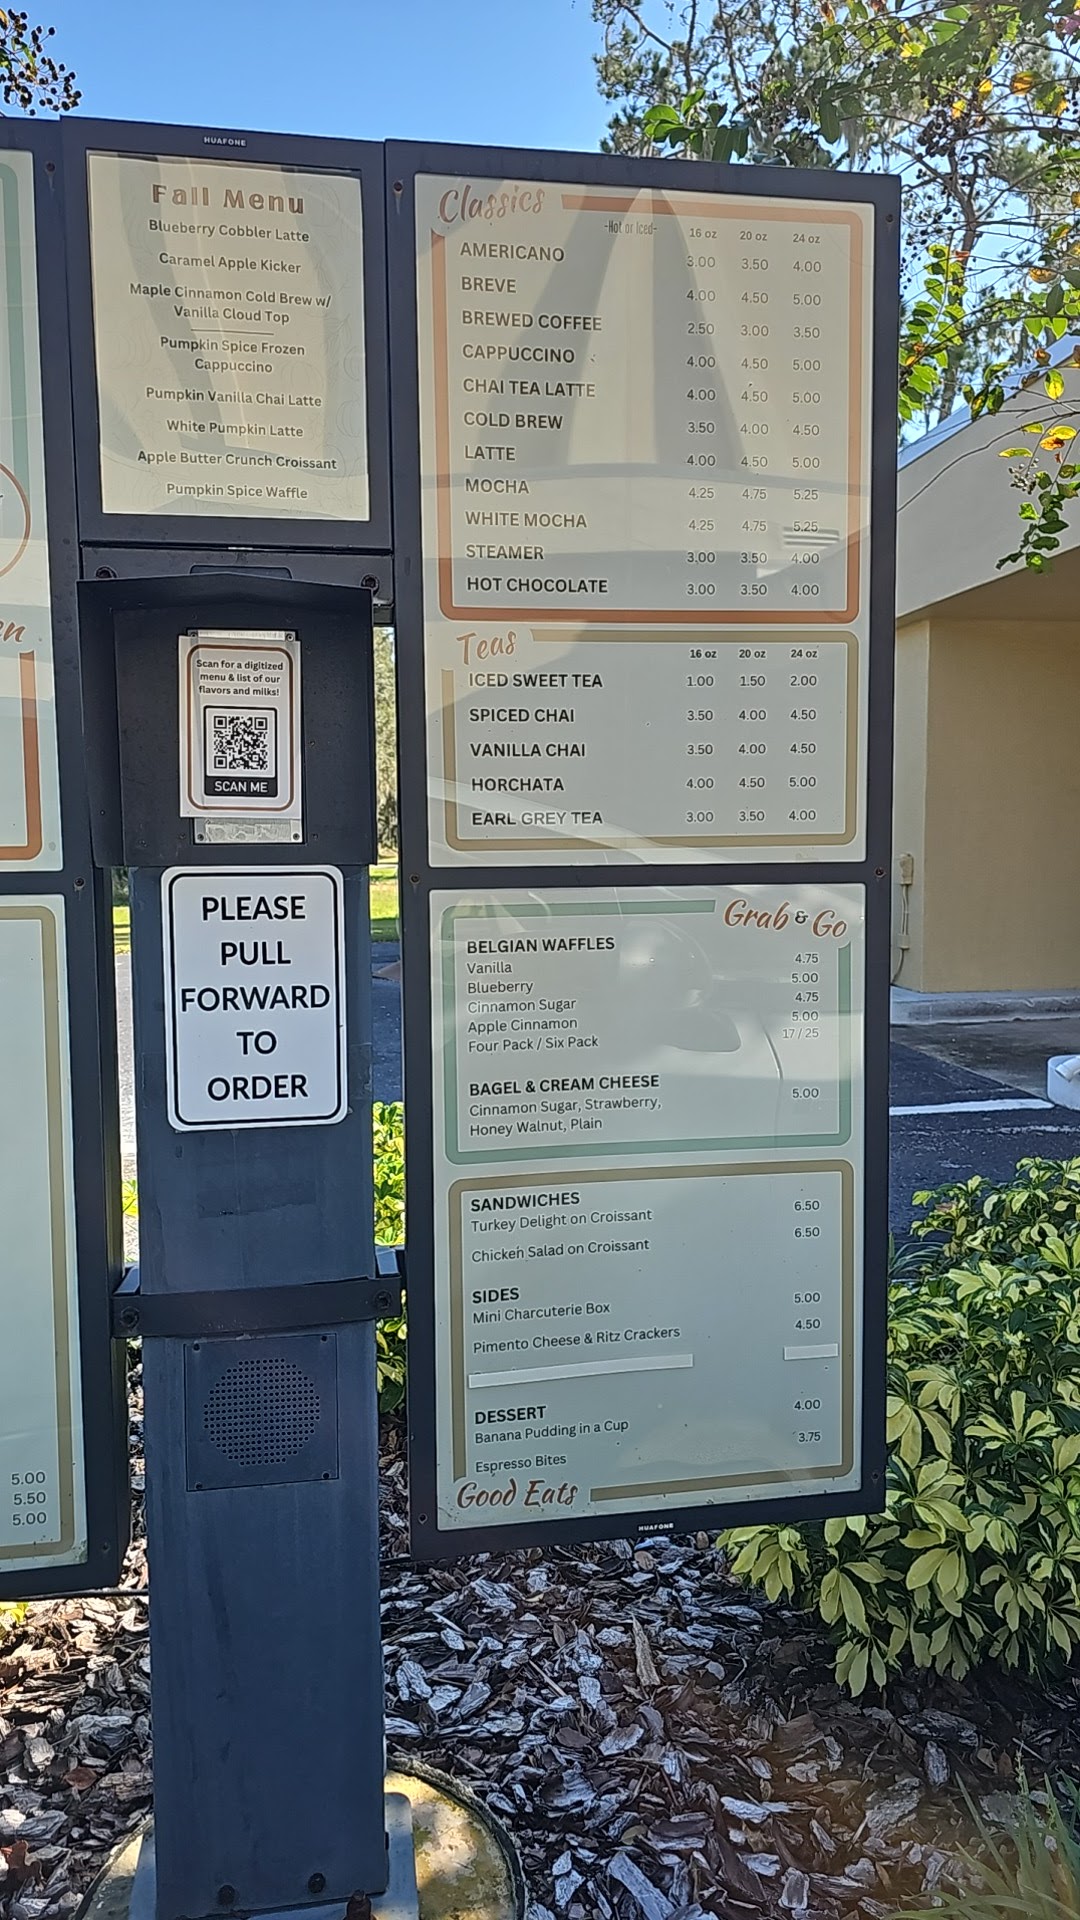 HUAFONE
Fall Menu
Blueberry Cobbler Latte
Caramel Apple Kicker
Maple Cinnamon Cold Brew w/
Vanilla Cloud Top
Pumpkin Spice Frozen
Cappuccino
Pumpkin Vanilla Chai Latte
White Pumpkin Latte
Apple Butter Crunch Croissant
Pumpkin Spice Waffle
Scan for a digitized
menu & list of our
flavors and milks!
SCAN ME
PLEASE
PULL
FORWARD
TO
ORDER
5.00
5.50
5.00
Classics
-Hot or Iced- 16 oz 20 oz 24 oz
AMERICANO 3.00 3.50 4.00
BREVE 4.00 4.50 5.00
BREWED COFFEE 2.50 3.00 3.50
CAPPUCCINO 4.00 4.50 5.00
CHAI TEA LATTE 4.00 4.50 5.00
COLD BREW 3.50 4.00 4.50
LATTE 4.00 4.50 5.00
MOCHA 4.25 4.75 5.25
WHITE MOCHA 4.25 4.75 5.25
STEAMER 3.00 3.50 4.00
HOT CHOCOLATE 3.00 3.50 4.00
Teas 16 oz 20 oz 24 oz
ICED SWEET TEA 1.00 1.50 2.00
SPICED CHAI 3.50 4.00 4.50
VANILLA CHAI 3.50 4.00 4.50
HORCHATA 4.00 4.50 5.00
EARL GREY TEA 3.00 3.50 4.00
Grab & Go
BELGIAN WAFFLES
Vanilla 4.75
Blueberry 5.00
Cinnamon Sugar 4.75
Apple Cinnamon 5.00
Four Pack / Six Pack 17 / 25
BAGEL & CREAM CHEESE 5.00
Cinnamon Sugar, Strawberry,
Honey Walnut, Plain
SANDWICHES
Turkey Delight on Croissant 6.50
Chicken Salad on Croissant 6.50
SIDES
Mini Charcuterie Box 5.00
Pimento Cheese & Ritz Crackers 4.50
DESSERT
Banana Pudding in a Cup 4.00
Espresso Bites 3.75
Good Eats
HUAFONE